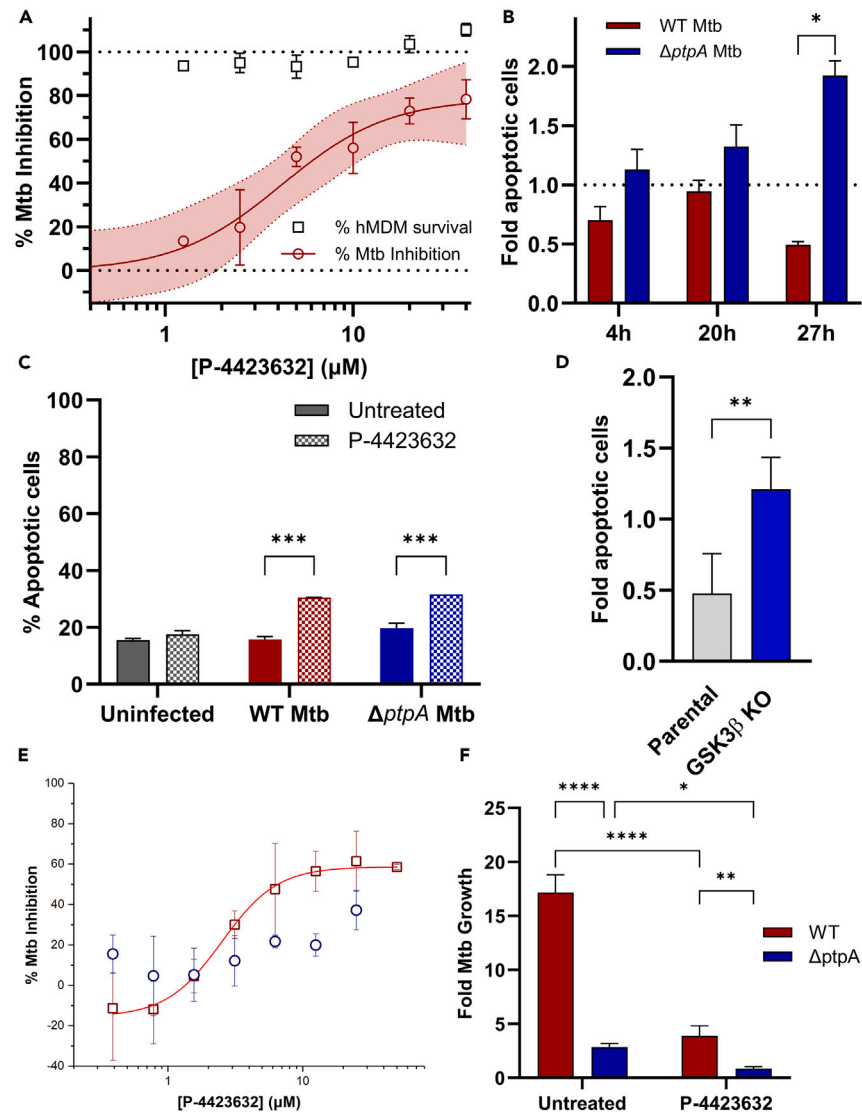 A
% Mtb Inhibition
100
80
60
40
20
0
% hMDM survival
% Mtb Inhibition
1
10
[P-4423632] (µM)
B
WT Mtb
ΔptpA Mtb
*
Fold apoptotic cells
2.0
1.5
1.0
0.5
0.0
4h
20h
27h
C
Untreated
P-4423632
% Apoptotic cells
100
80
60
40
20
0
***
***
Uninfected
WT Mtb
ΔptpA Mtb
D
Fold apoptotic cells
2.0
1.5
1.0
0.5
0.0
**
Parental
GSK3β KO
E
% Mtb Inhibition
100
80
60
40
20
0
-20
-40
1
10
[P-4423632] (µM)
F
Fold Mtb Growth
25
20
15
10
5
0
****
*
****
**
WT
ΔptpA
Untreated
P-4423632